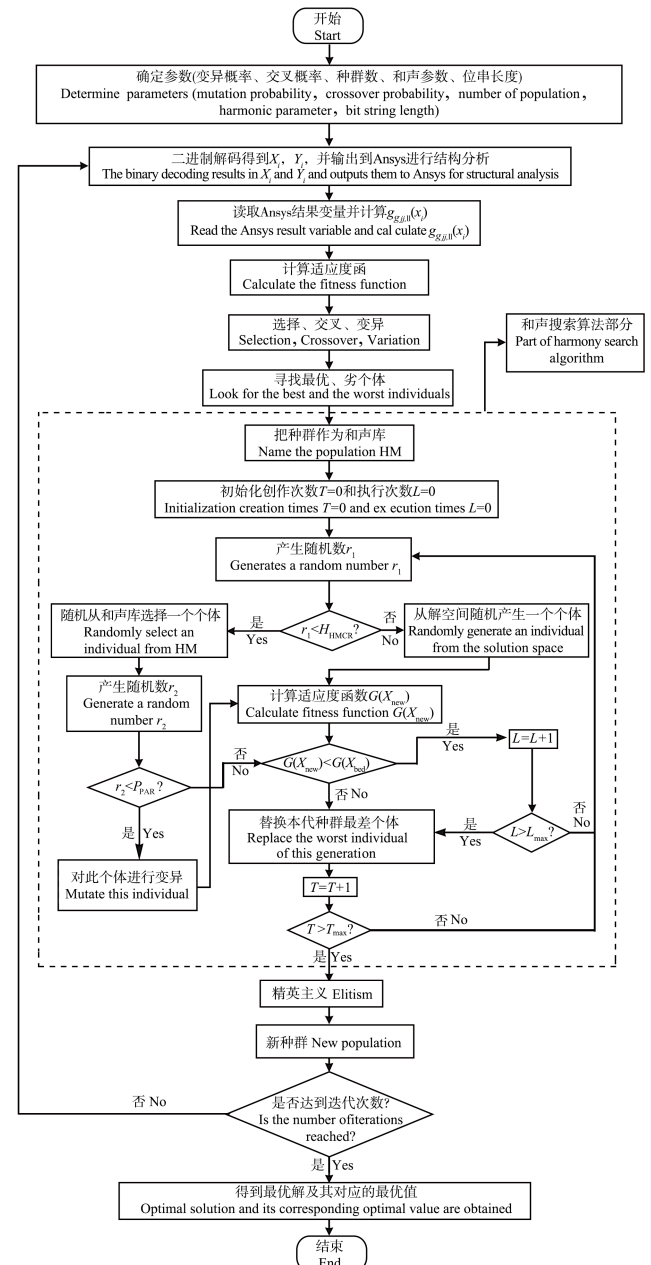 开始
Start
确定参数(变异概率、交叉概率、种群数、和声参数、位串长度)
Determine parameters (mutation probability, crossover probability, number of population,
harmonic parameter, bit string length)
二进制解码得到Xi, Yi, 并输出到Ansys进行结构分析
The binary decoding results in Xi and Yi and outputs them to Ansys for structural analysis
读取Ansys结果变量并计算g_gjj,||(xi)
Read the Ansys result variable and cal culate g_gjj,||(xi)
计算适应度函
Calculate the fitness function
选择、交叉、变异
Selection, Crossover, Variation
和声搜索算法部分
Part of harmony search
algorithm
寻找最优、劣个体
Look for the best and the worst individuals
把种群作为和声库
Name the population HM
初始化创作次数T=0和执行次数L=0
Initialization creation times T=0 and ex ecution times L=0
产生随机数r1
Generates a random number r1
随机从和声库选择一个个体
Randomly select an
individual from HM
是
Yes
r1<H_HMCR?
否
No
从解空间随机产生一个个体
Randomly generate an individual
from the solution space
产生随机数r2
Generate a random
number r2
计算适应度函数G(X_new)
Calculate fitness function G(X_new)
r2<P_PAR?
否
No
G(X_new)<G(X_bed)
是
Yes
L=L+1
是 Yes
否 No
对此个体进行变异
Mutate this individual
替换本代种群最差个体
Replace the worst individual
of this generation
是
Yes
L>L_max?
否
No
T=T+1
T>T_max?
否 No
是 Yes
精英主义 Elitism
新种群 New population
否 No
是否达到迭代次数?
Is the number ofiterations
reached?
是 Yes
得到最优解及其对应的最优值
Optimal solution and its corresponding optimal value are obtained
结束
End